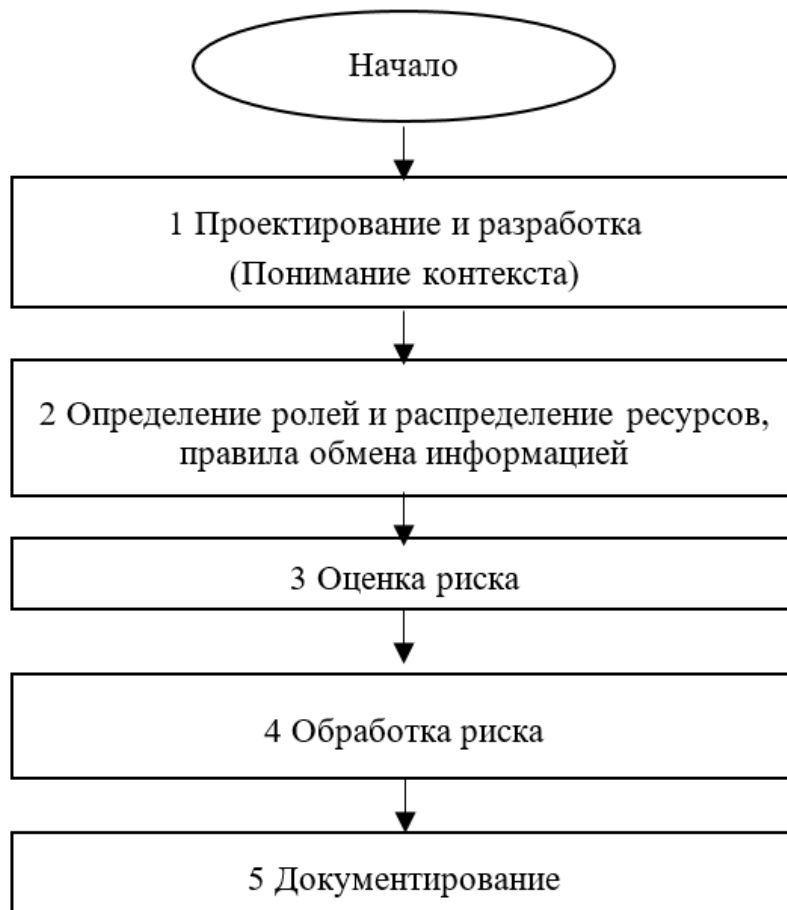 Начало
1 Проектирование и разработка
(Понимание контекста)
2 Определение ролей и распределение ресурсов,
правила обмена информацией
3 Оценка риска
4 Обработка риска
5 Документирование